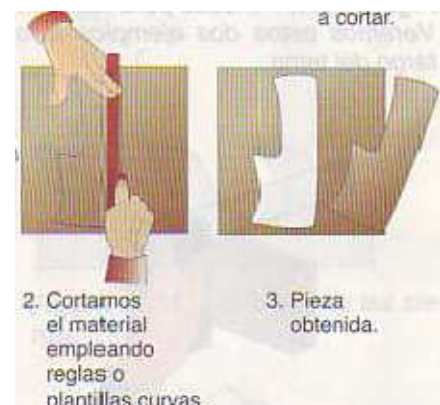 a cortar.
2. Cortamos
el material
empleando
reglas o
plantillas curvas
3. Pieza
obtenida.